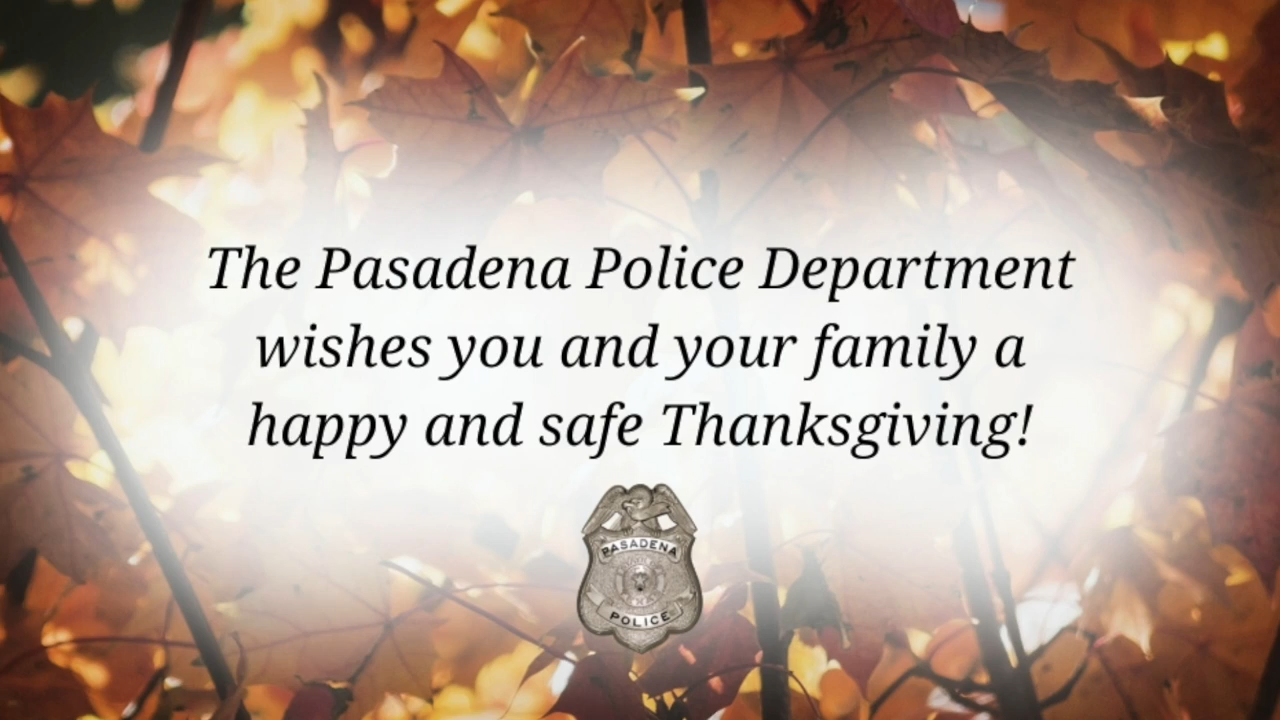 The Pasadena Police Department
wishes you and your family a
happy and safe Thanksgiving!
PASADENA
POLICE